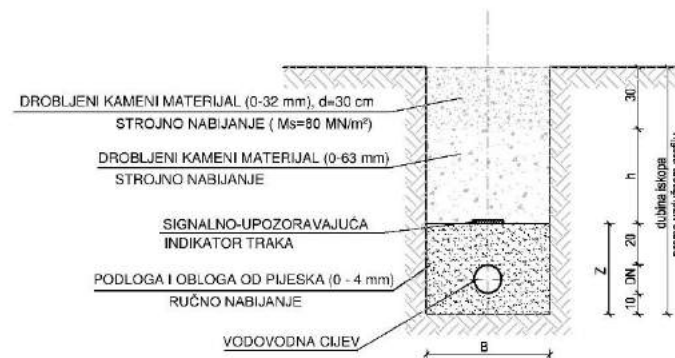 DROBLJENI KAMENI MATERIJAL (0-32 mm), d=30 cm
STROJNO NABIJANJE ( Ms=80 MN/m²)
DROBLJENI KAMENI MATERIJAL (0-63 mm)
STROJNO NABIJANJE
SIGNALNO-UPOZORAVAJUĆA
INDIKATOR TRAKA
PODLOGA I OBLOGA OD PIJESKA (0 - 4 mm)
RUČNO NABIJANJE
VODOVODNA CIJEV
30
h
20
DN
10
Z
B
dubina iskopa